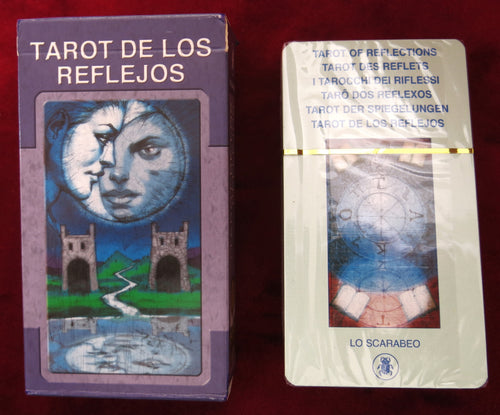 TAROT DE LOS
REFLEJOS
TAROT OF REFLECTIONS
TAROT DES REFLETS
I TAROCCHI DEI RIFLESSI
TARÔ DOS REFLEXOS
TAROT DER SPIEGELUNGEN
TAROT DE LOS REFLEJOS
LO SCARABEO